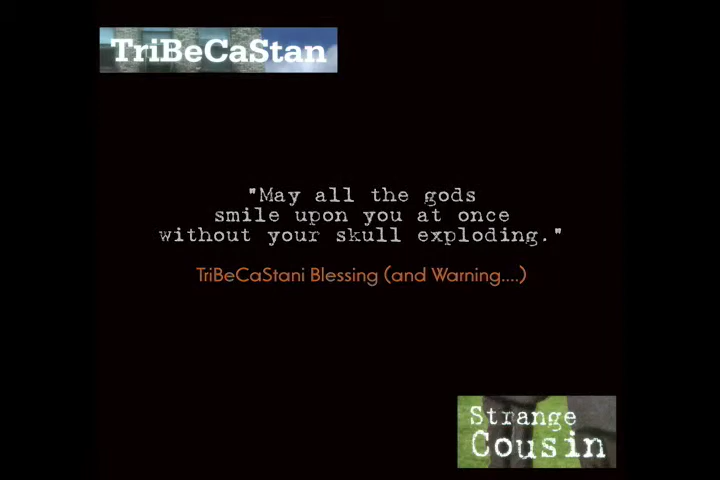 TriBeCaStan
"May all the gods
smile upon you at once
without your skull exploding."
TriBeCaStani Blessing (and Warning....)
Strange
Cousin